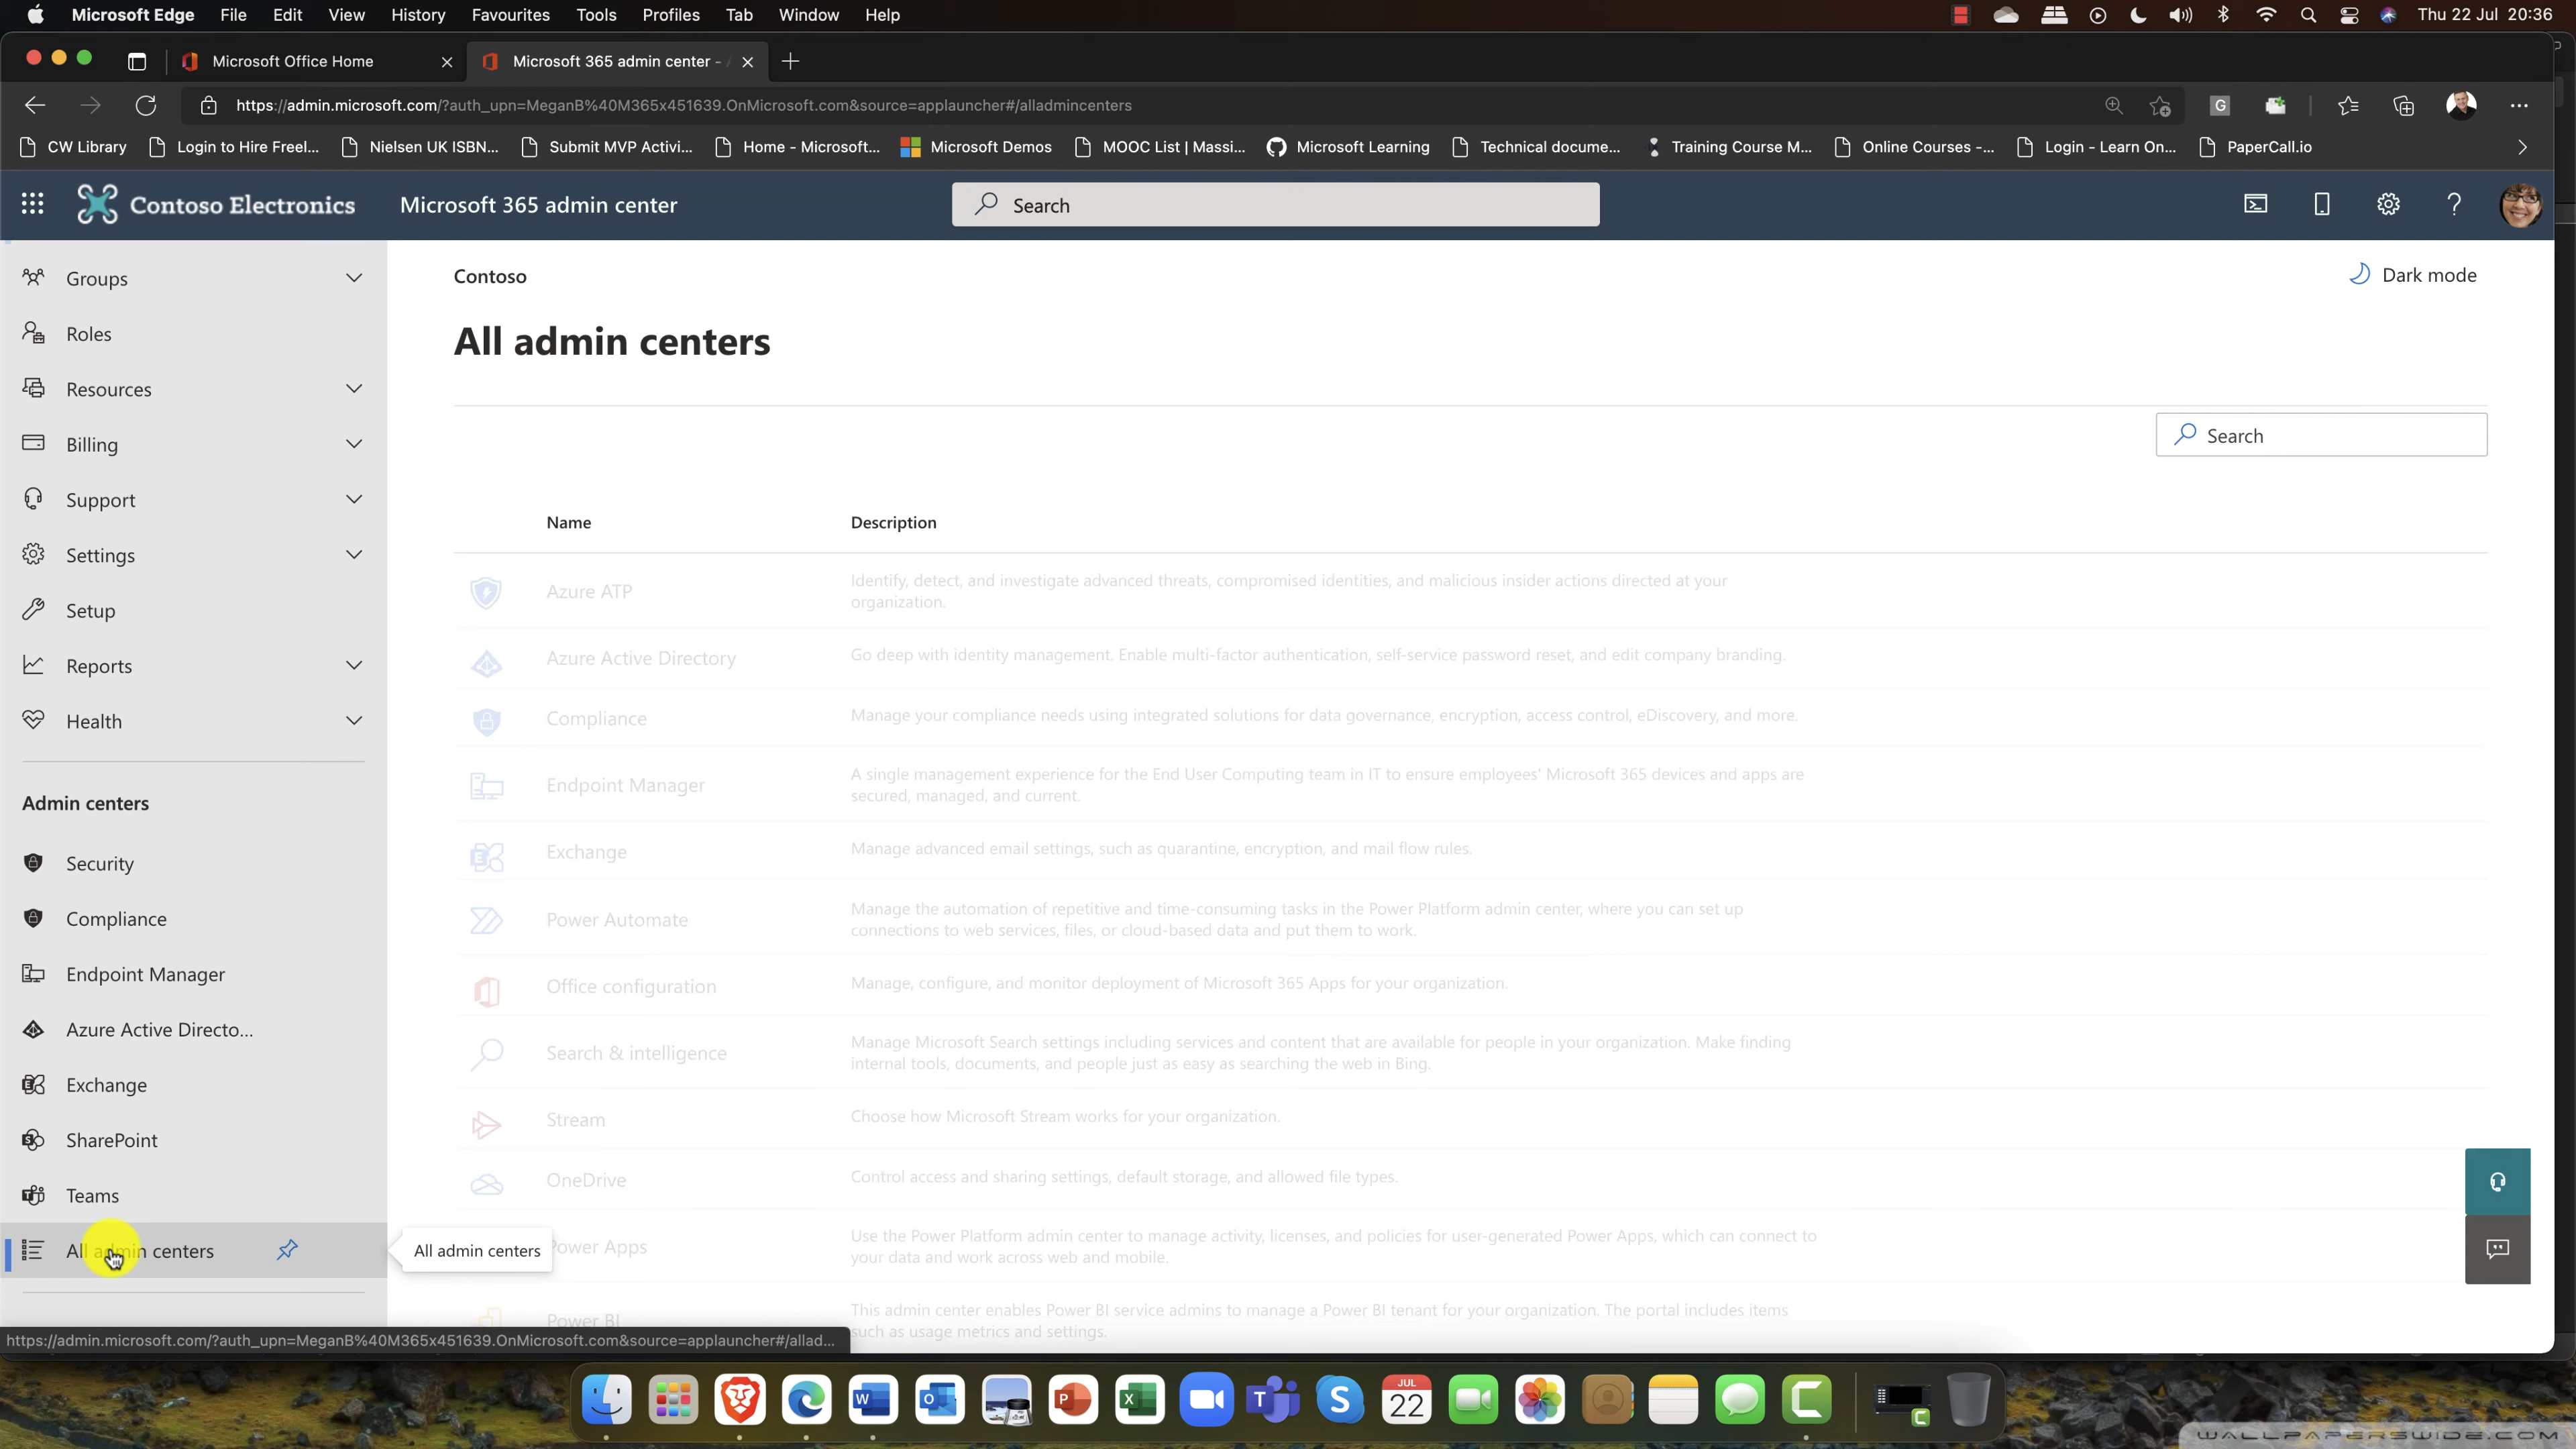 Microsoft Edge File Edit View History Favourites Tools Profiles Tab Window Help Thu 22 Jul 20:36
Microsoft Office Home Microsoft 365 admin center -
https://admin.microsoft.com/?auth_upn=MeganB%40M365x451639.OnMicrosoft.com&source=applauncher#/alladmincenters
CW Library Login to Hire Freel... Nielsen UK ISBN... Submit MVP Activi... Home - Microsoft... Microsoft Demos MOOC List | Massi... Microsoft Learning Technical docume... Training Course M... Online Courses -... Login - Learn On... PaperCall.io
Contoso Electronics Microsoft 365 admin center Search
Groups
Roles
Resources
Billing
Support
Settings
Setup
Reports
Health
Admin centers
Security
Compliance
Endpoint Manager
Azure Active Directo...
Exchange
SharePoint
Teams
All admin centers
All admin centers
Contoso Dark mode
All admin centers
Search
Name Description
Azure ATP Identify, detect, and investigate advanced threats, compromised identities, and malicious insider actions directed at your
organization.
Azure Active Directory Go deep with identity management. Enable multi-factor authentication, self-service password reset, and edit company branding.
Compliance Manage your compliance needs using integrated solutions for data governance, encryption, access control, eDiscovery, and more.
Endpoint Manager A single management experience for the End User Computing team in IT to ensure employees' Microsoft 365 devices and apps are
secured, managed, and current.
Exchange Manage advanced email settings, such as quarantine, encryption, and mail flow rules.
Power Automate Manage the automation of repetitive and time-consuming tasks in the Power Platform admin center, where you can set up
connections to web services, files, or cloud-based data and put them to work.
Office configuration Manage, configure, and monitor deployment of Microsoft 365 Apps for your organization.
Search & intelligence Manage Microsoft Search settings including services and content that are available for people in your organization. Make finding
internal tools, documents, and people just as easy as searching the web in Bing.
Stream Choose how Microsoft Stream works for your organization.
OneDrive Control access and sharing settings, default storage, and allowed file types.
Power Apps Use the Power Platform admin center to manage activity, licenses, and policies for user-generated Power Apps, which can connect to
your data and work across web and mobile.
Power BI This admin center enables Power BI service admins to manage a Power BI tenant for your organization. The portal includes items
such as usage metrics and settings.
https://admin.microsoft.com/?auth_upn=MeganB%40M365x451639.OnMicrosoft.com&source=applauncher#/allad...
JUL
22
WALLPAPERSWIDE.COM